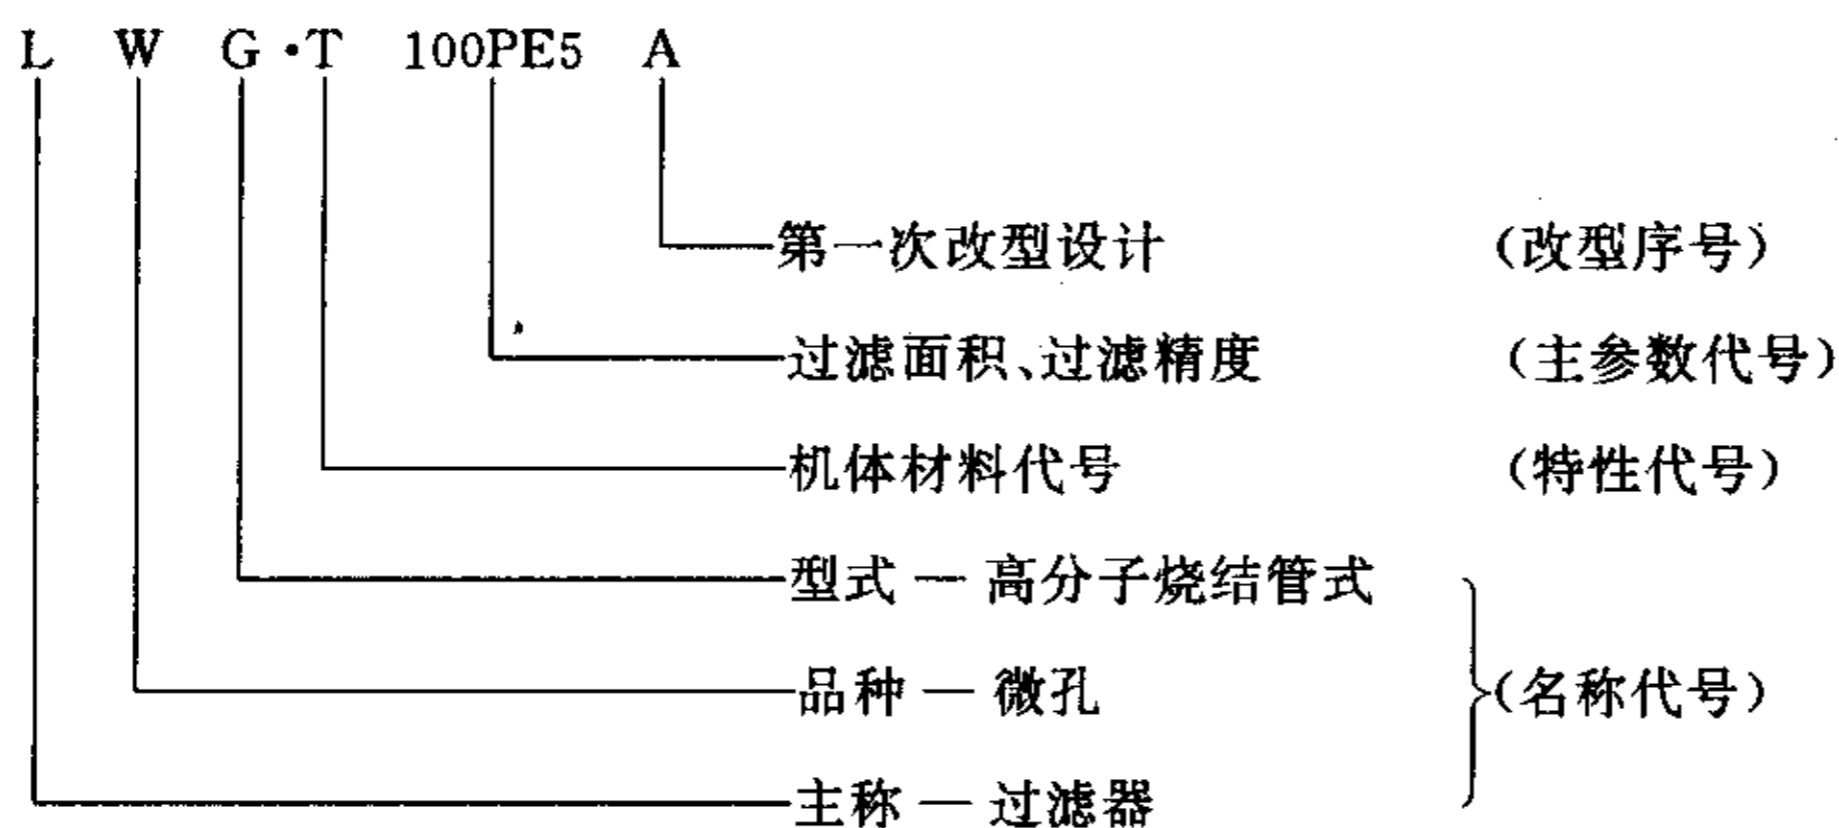 L W G·T 100PE5 A
第一次改型设计 (改型序号)
过滤面积、过滤精度 (主参数代号)
机体材料代号 (特性代号)
型式 — 高分子烧结管式
品种 — 微孔 (名称代号)
主称 — 过滤器